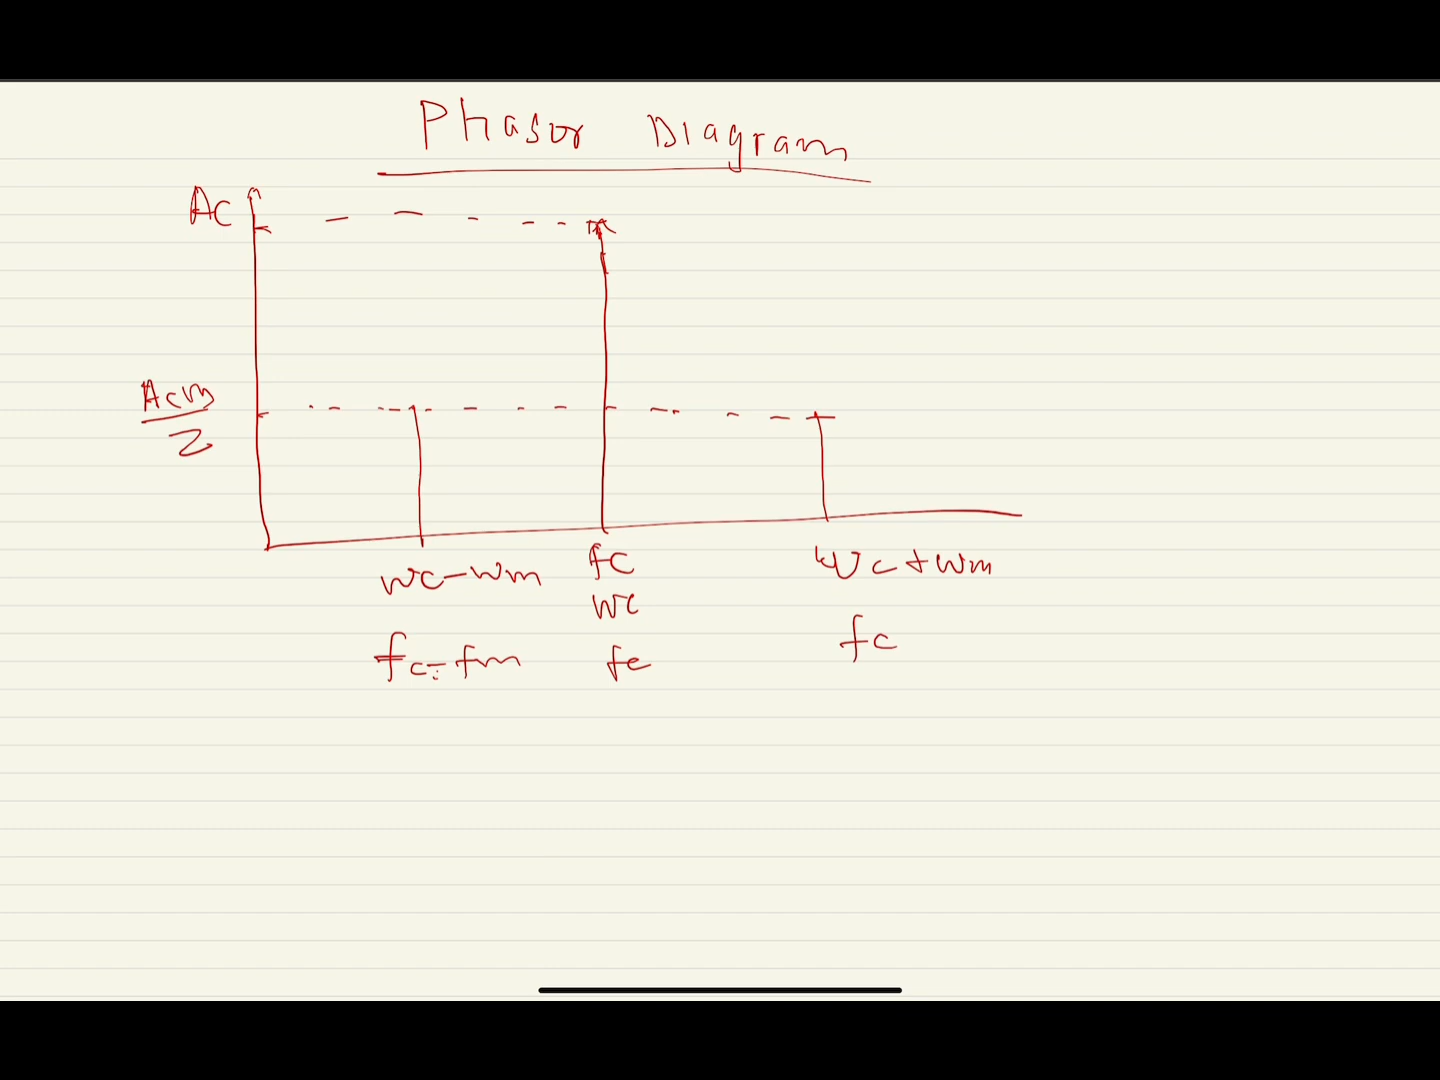 Phasor Diagram
Ac
Acm
2
wc-wm fc wc+wm
wc
fc-fm fc fc